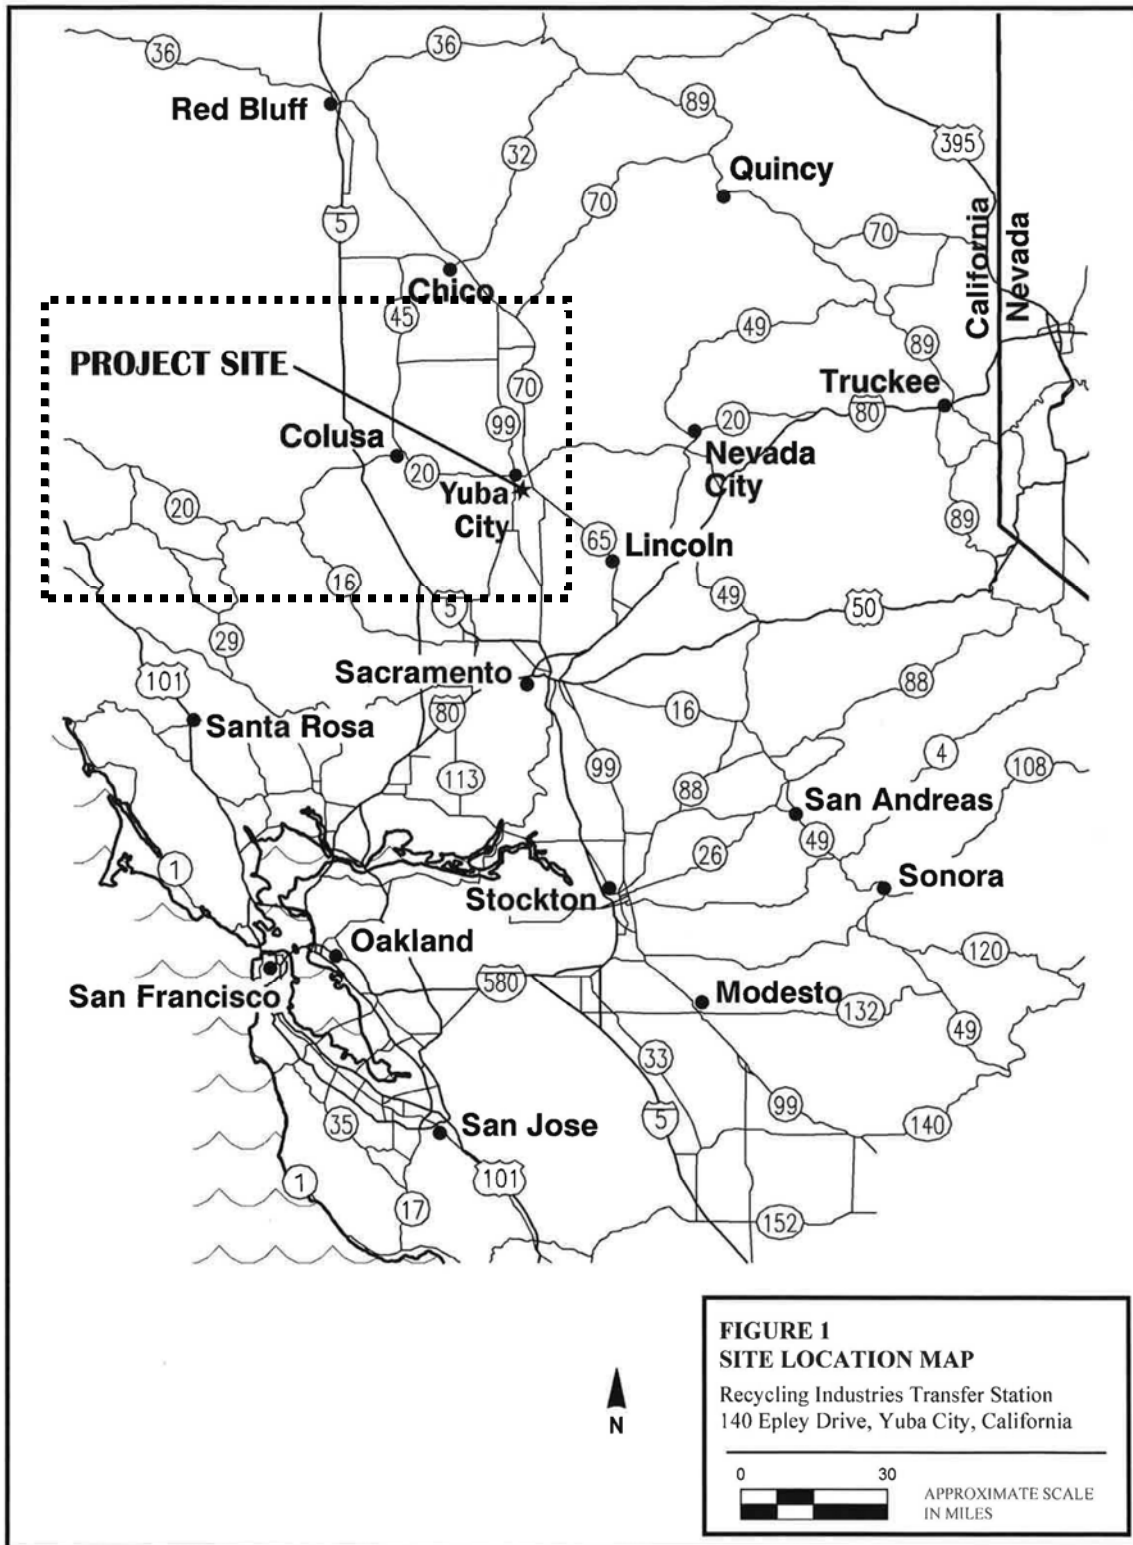 36
36
89
Red Bluff
32
395
Quincy
70
5
70
California
Nevada
Chico
45
49
89
PROJECT SITE
70
Truckee
80
99
20
Colusa
Nevada
City
20
Yuba
City
20
65
Lincoln
89
16
5
49
50
29
101
Sacramento
88
80
16
Santa Rosa
4
99
108
113
88
San Andreas
49
26
1
Sonora
Stockton
Oakland
120
580
San Francisco
Modesto
132
49
33
99
5
35
San Jose
140
1
101
17
152
FIGURE 1
SITE LOCATION MAP
Recycling Industries Transfer Station
140 Epley Drive, Yuba City, California
N
0 30
APPROXIMATE SCALE
IN MILES